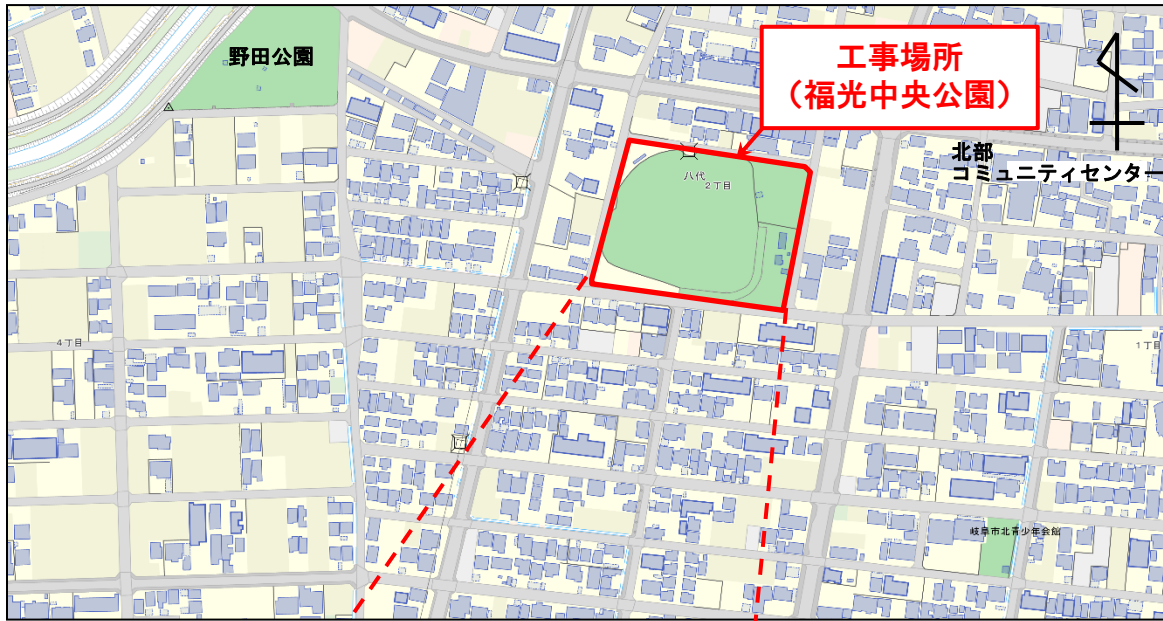 野田公園
工事場所
（福光中央公園）
北部
コミュニティセンター
八代
2丁目
4丁目
1丁目
岐阜市北青少年会館